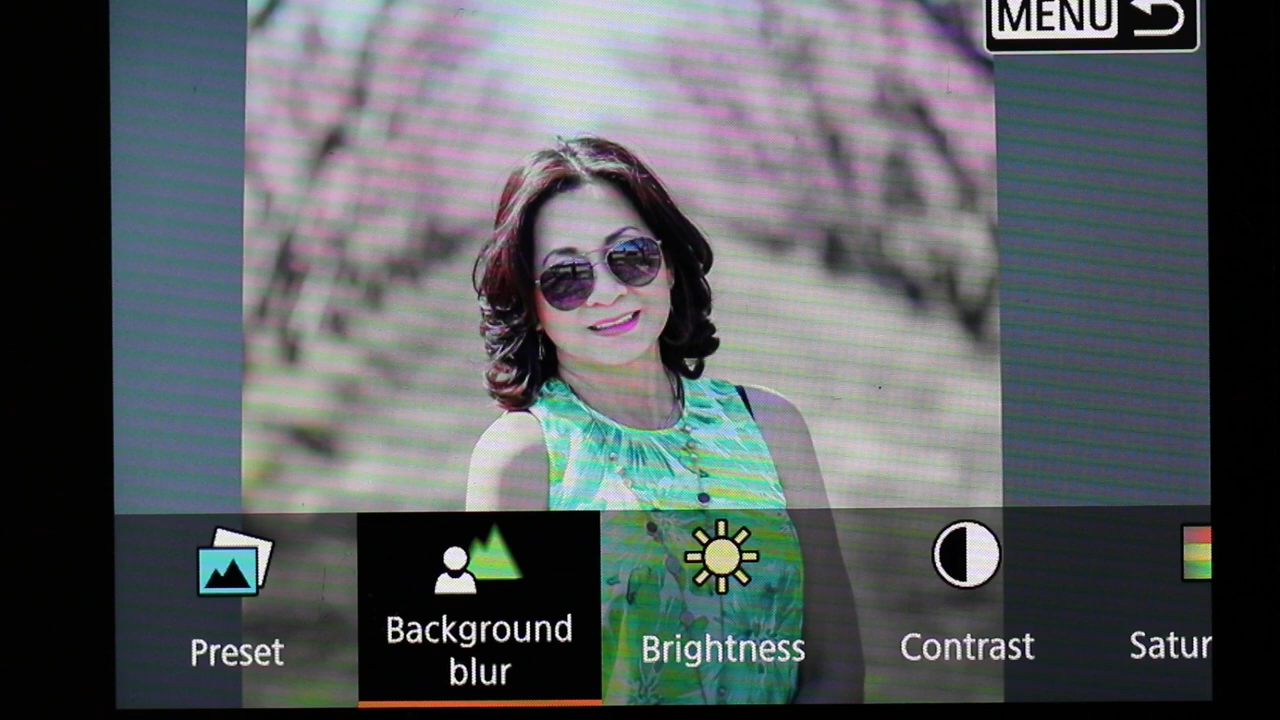 MENU
Preset
Background
blur
Brightness
Contrast
Satur